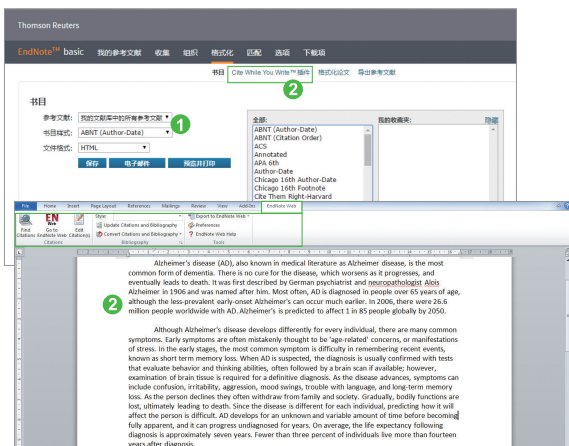 Thomson Reuters
EndNote™ basic 我的参考文献 收集 组织 格式化 匹配 选项 下载项
书目 Cite While You Write™ 插件 格式化论文 导出参考文献
2
书目
参考文献: 我的文献库中的所有参考文献
1
书目样式: ABNT (Author-Date)
文件格式: HTML
保存 电子邮件 预览并打印
全部: 我的收藏夹: 隐藏
ABNT (Author-Date)
ABNT (Citation Order)
ACS
Annotated
APA 6th
Author-Date
Chicago 16th Author-Date
Chicago 16th Footnote
Cite Them Right-Harvard
File Home Insert Page Layout References Mailings Review View Add-Ins EndNote Web
Find Citations
EN Web Go to EndNote Web
Edit Citation(s)
Citations
Style:
Update Citations and Bibliography
Convert Citations and Bibliography
Bibliography
Export to EndNote Web
Preferences
EndNote Web Help
Tools
Alzheimer's disease (AD), also known in medical literature as Alzheimer disease, is the most
common form of dementia. There is no cure for the disease, which worsens as it progresses, and
eventually leads to death. It was first described by German psychiatrist and neuropathologist Alois
Alzheimer in 1906 and was named after him. Most often, AD is diagnosed in people over 65 years of age,
although the less-prevalent early-onset Alzheimer's can occur much earlier. In 2006, there were 26.6
million people worldwide with AD. Alzheimer's is predicted to affect 1 in 85 people globally by 2050.
2
Although Alzheimer's disease develops differently for every individual, there are many common
symptoms. Early symptoms are often mistakenly thought to be 'age-related' concerns, or manifestations
of stress. In the early stages, the most common symptom is difficulty in remembering recent events,
known as short term memory loss. When AD is suspected, the diagnosis is usually confirmed with tests
that evaluate behavior and thinking abilities, often followed by a brain scan if available; however,
examination of brain tissue is required for a definitive diagnosis. As the disease advances, symptoms can
include confusion, irritability, aggression, mood swings, trouble with language, and long-term memory
loss. As the person declines they often withdraw from family and society. Gradually, bodily functions are
lost, ultimately leading to death. Since the disease is different for each individual, predicting how it will
affect the person is difficult. AD develops for an unknown and variable amount of time before becoming
fully apparent, and it can progress undiagnosed for years. On average, the life expectancy following
diagnosis is approximately seven years. Fewer than three percent of individuals live more than fourteen
years after diagnosis.